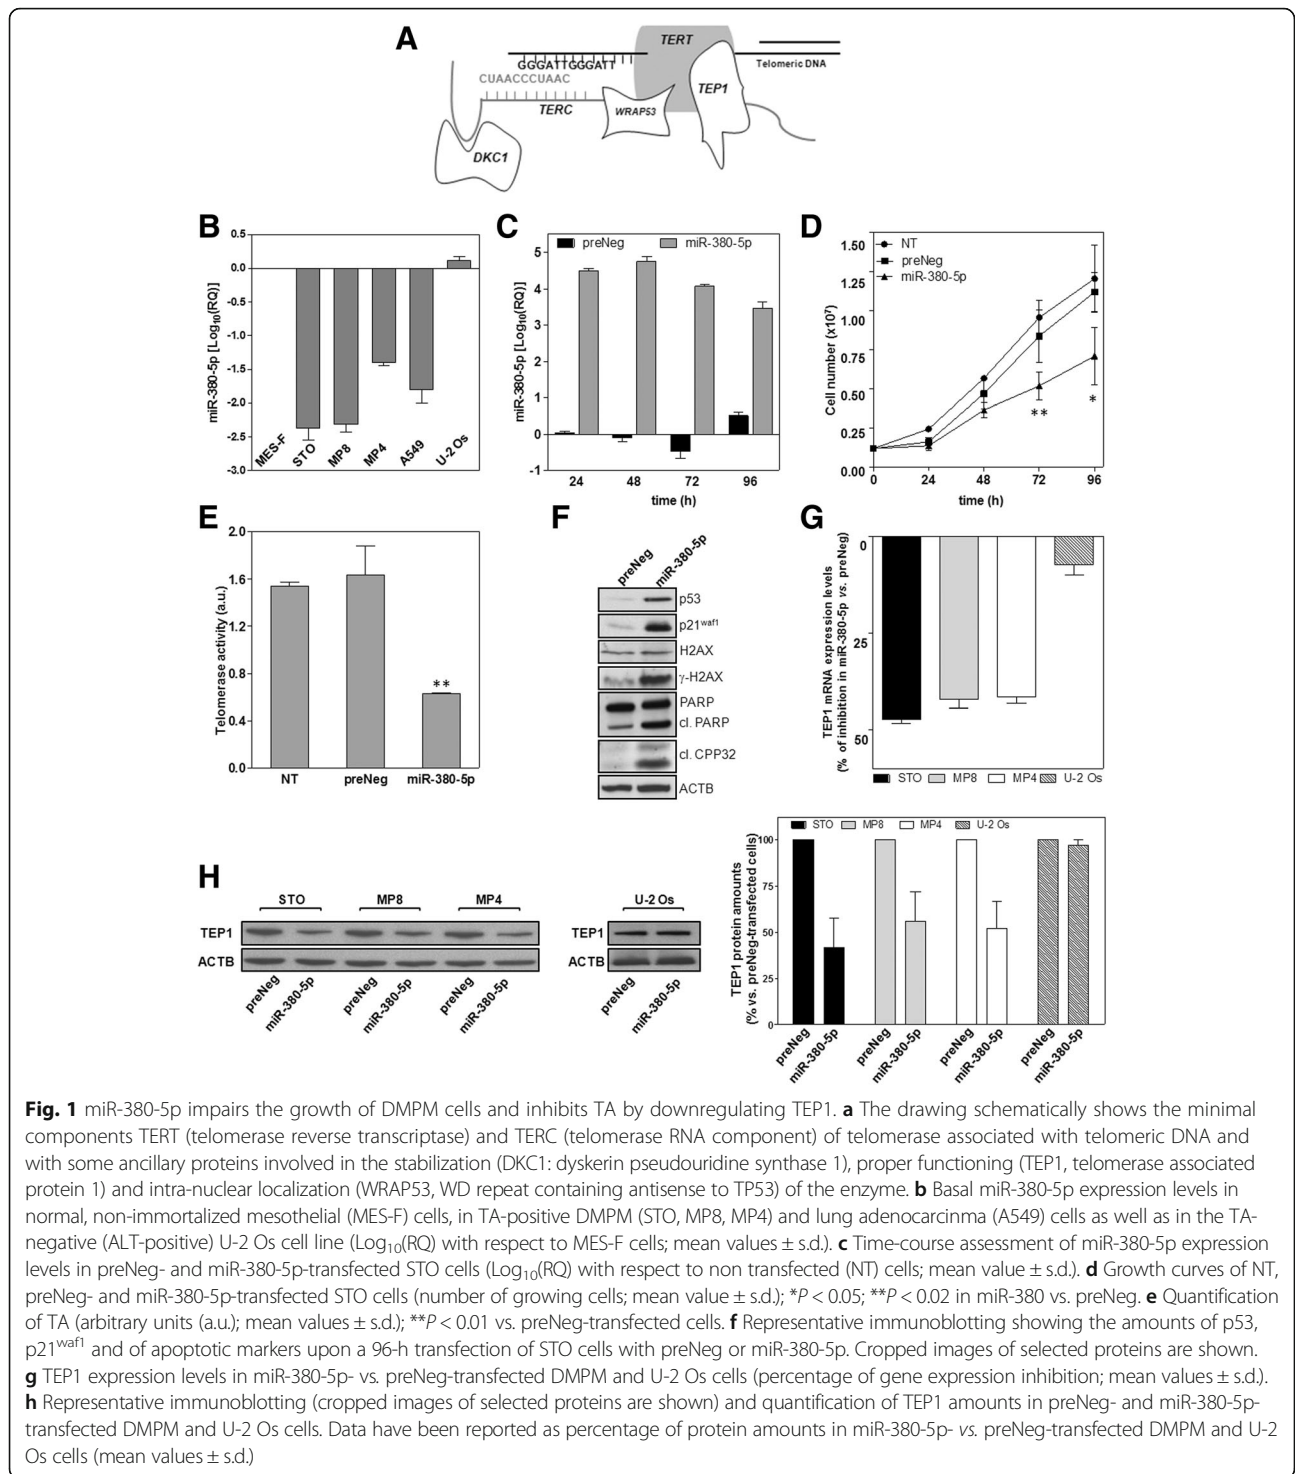 A
TERT
GGGATTGGGATT
Telomeric DNA
CUAACCCUAAC
TEP1
TERC
WRAP53
DKC1
B
miR-380-5p [Log10(RQ)]
0.5
0.0
-0.5
-1.0
-1.5
-2.0
-2.5
-3.0
MES-F
STO
MP8
MP4
A549
U-2 Os
C
preNeg
miR-380-5p
miR-380-5p [Log10(RQ)]
5
4
3
2
1
0
-1
24 48 72 96
time (h)
D
NT
preNeg
miR-380-5p
Cell number (x10⁷)
1.50
1.25
1.00
0.75
0.50
0.25
0.00
**
*
0 24 48 72 96
time (h)
E
Telomerase activity (a.u.)
2.0
1.6
1.2
0.8
0.4
0.0
**
NT preNeg miR-380-5p
F
preNeg
miR-380-5p
p53
p21waf1
H2AX
γ-H2AX
PARP
cl. PARP
cl. CPP32
ACTB
G
TEP1 mRNA expression levels
(% of inhibition in miR-380-5p vs. preNeg)
0
25
50
STO MP8 MP4 U-2 Os
H
STO MP8 MP4
TEP1
ACTB
preNeg
miR-380-5p
preNeg
miR-380-5p
preNeg
miR-380-5p
U-2 Os
TEP1
ACTB
preNeg
miR-380-5p
STO MP8 MP4 U-2 Os
TEP1 protein amounts
(% vs. preNeg-transfected cells)
100
75
50
25
0
preNeg
miR-380-5p
preNeg
miR-380-5p
preNeg
miR-380-5p
preNeg
miR-380-5p
Fig. 1 miR-380-5p impairs the growth of DMPM cells and inhibits TA by downregulating TEP1. a The drawing schematically shows the minimal
components TERT (telomerase reverse transcriptase) and TERC (telomerase RNA component) of telomerase associated with telomeric DNA and
with some ancillary proteins involved in the stabilization (DKC1: dyskerin pseudouridine synthase 1), proper functioning (TEP1, telomerase associated
protein 1) and intra-nuclear localization (WRAP53, WD repeat containing antisense to TP53) of the enzyme. b Basal miR-380-5p expression levels in
normal, non-immortalized mesothelial (MES-F) cells, in TA-positive DMPM (STO, MP8, MP4) and lung adenocarcinma (A549) cells as well as in the TA-
negative (ALT-positive) U-2 Os cell line (Log10(RQ) with respect to MES-F cells; mean values ± s.d.). c Time-course assessment of miR-380-5p expression
levels in preNeg- and miR-380-5p-transfected STO cells (Log10(RQ) with respect to non transfected (NT) cells; mean value ± s.d.). d Growth curves of NT,
preNeg- and miR-380-5p-transfected STO cells (number of growing cells; mean value ± s.d.); *P < 0.05; **P < 0.02 in miR-380 vs. preNeg. e Quantification
of TA (arbitrary units (a.u.); mean values ± s.d.); **P < 0.01 vs. preNeg-transfected cells. f Representative immunoblotting showing the amounts of p53,
p21waf1 and of apoptotic markers upon a 96-h transfection of STO cells with preNeg or miR-380-5p. Cropped images of selected proteins are shown.
g TEP1 expression levels in miR-380-5p- vs. preNeg-transfected DMPM and U-2 Os cells (percentage of gene expression inhibition; mean values ± s.d.).
h Representative immunoblotting (cropped images of selected proteins are shown) and quantification of TEP1 amounts in preNeg- and miR-380-5p-
transfected DMPM and U-2 Os cells. Data have been reported as percentage of protein amounts in miR-380-5p- vs. preNeg-transfected DMPM and U-2
Os cells (mean values ± s.d.)